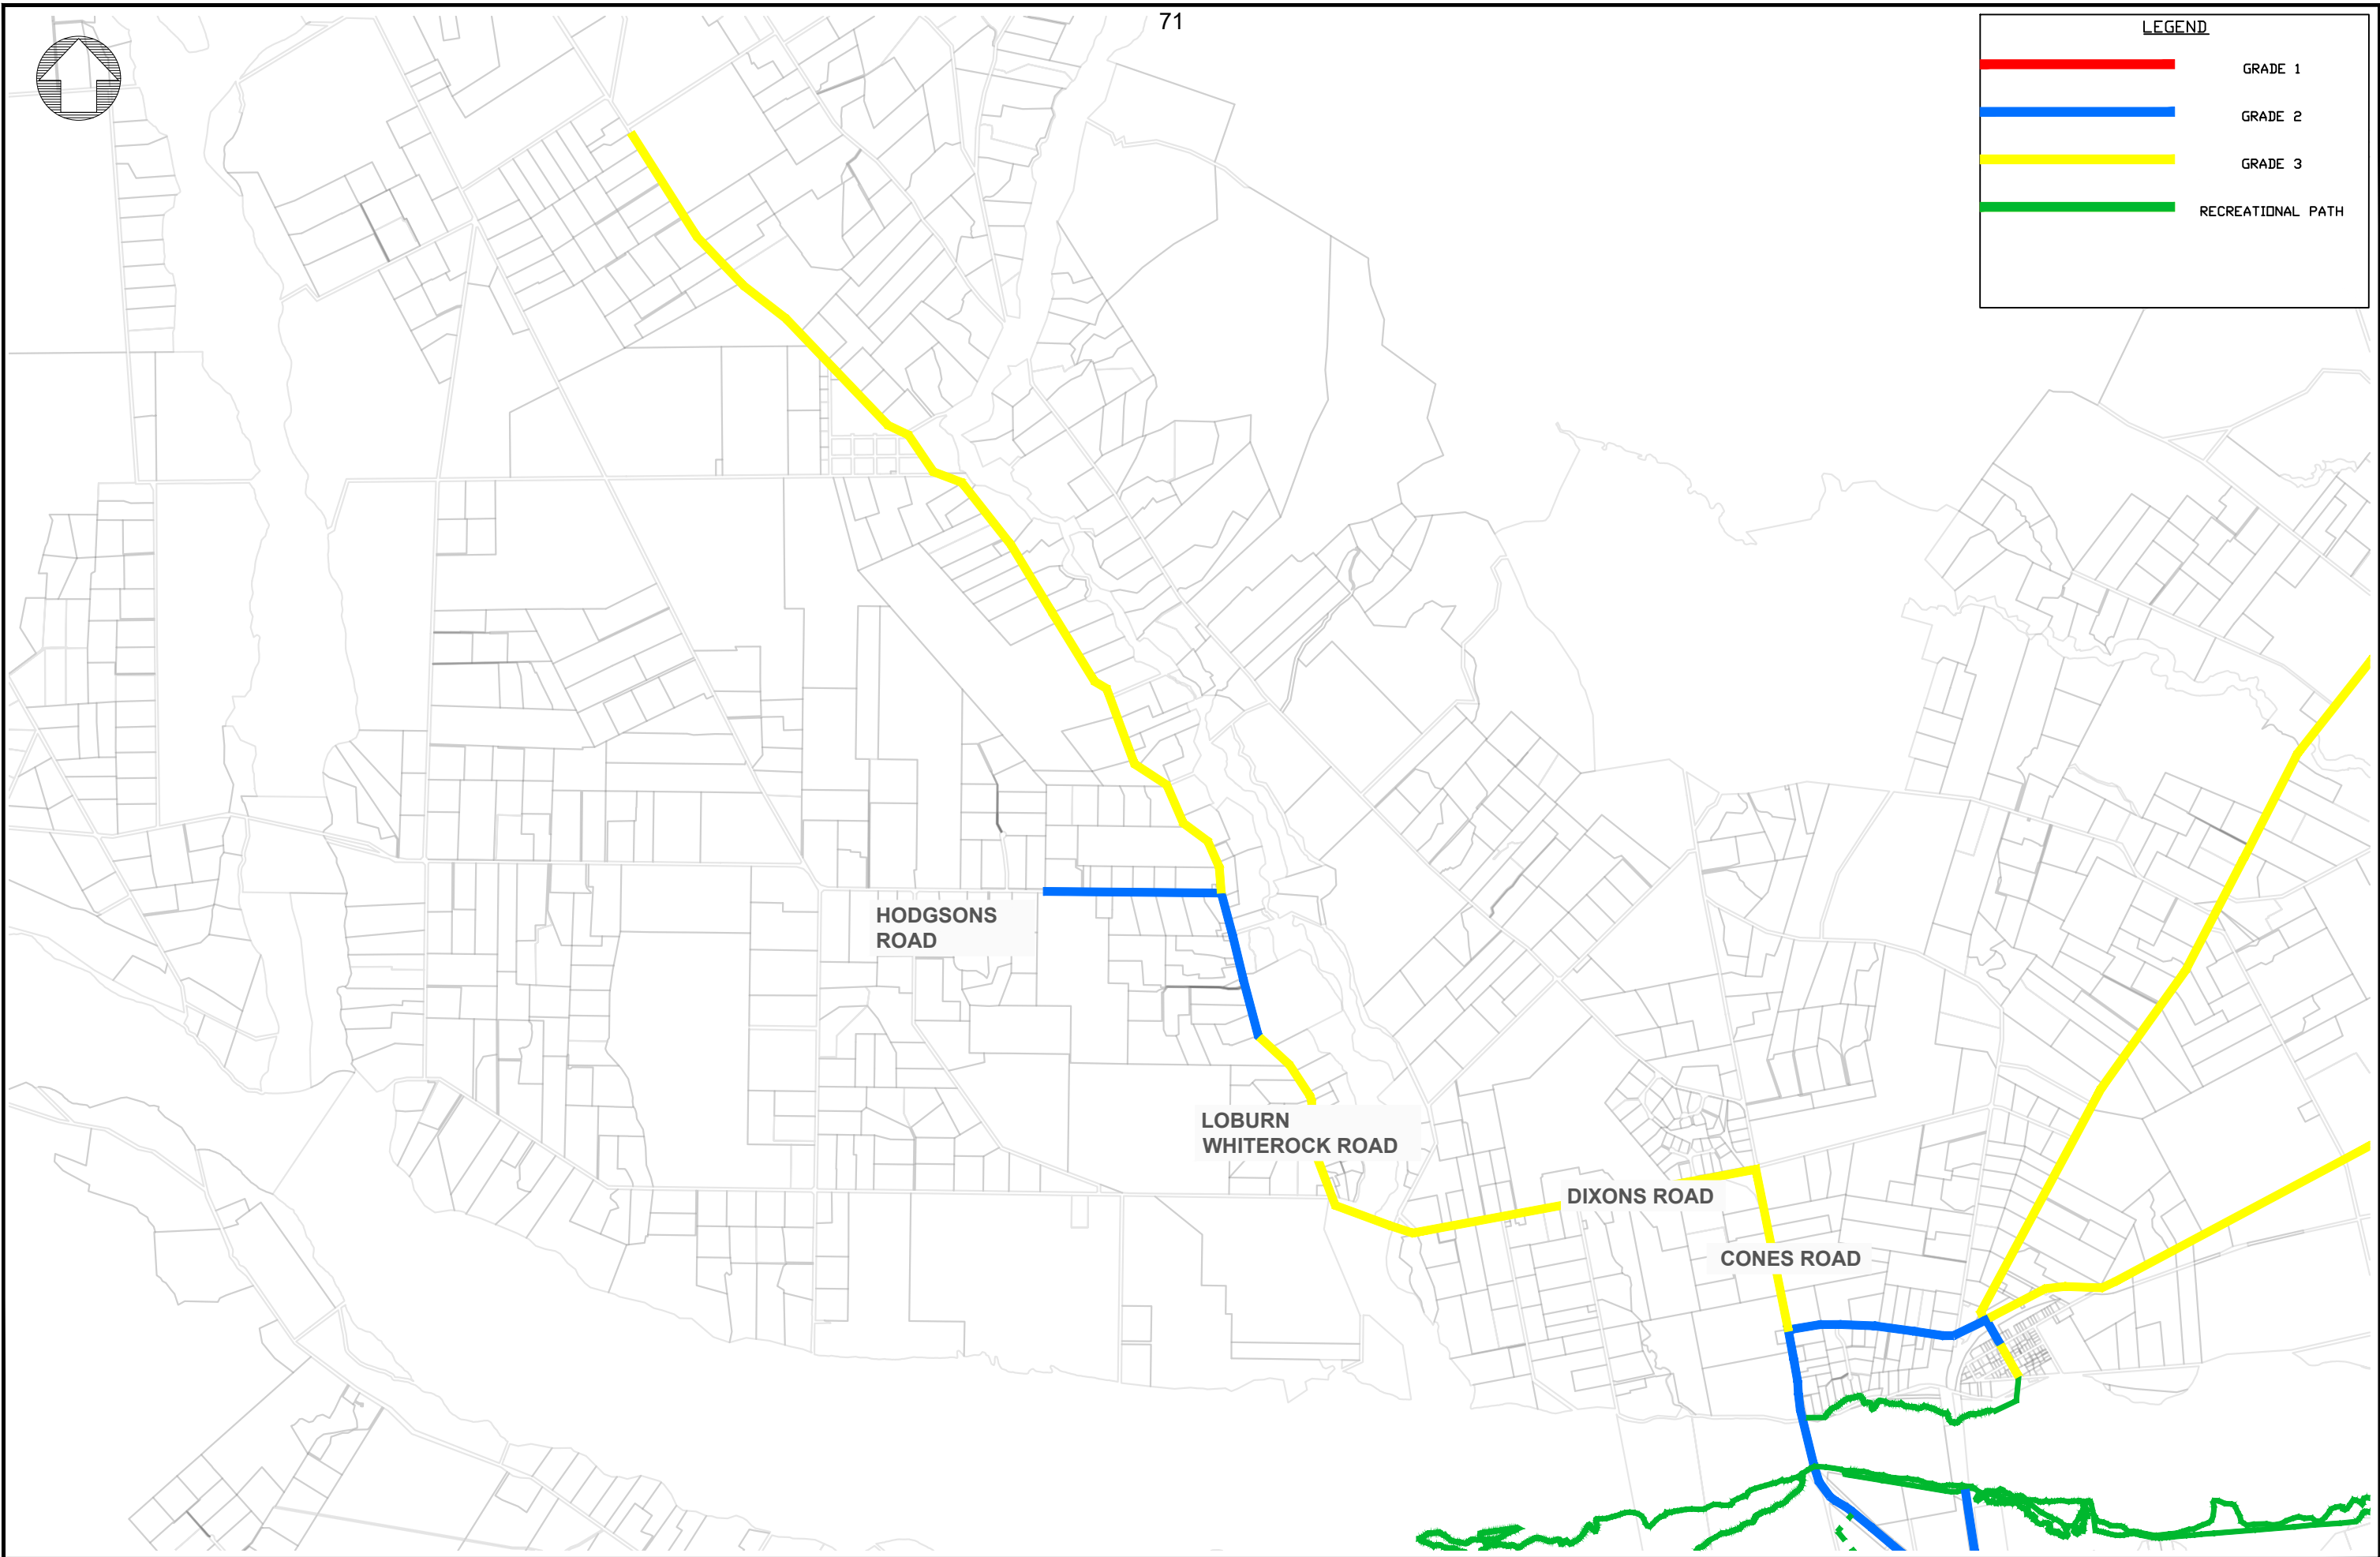 71
LEGEND
GRADE 1
GRADE 2
GRADE 3
RECREATIONAL PATH
HODGSONS
ROAD
LOBURN
WHITEROCK ROAD
DIXONS ROAD
CONES ROAD